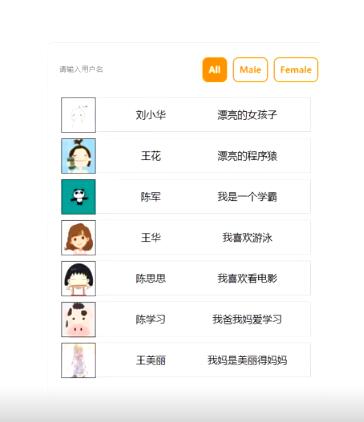 请输入用户名 All Male Female
刘小华 漂亮的女孩子
王花 漂亮的程序猿
陈军 我是一个学霸
王华 我喜欢游泳
陈思思 我喜欢看电影
陈学习 我爸我妈爱学习
王美丽 我妈是美丽得妈妈